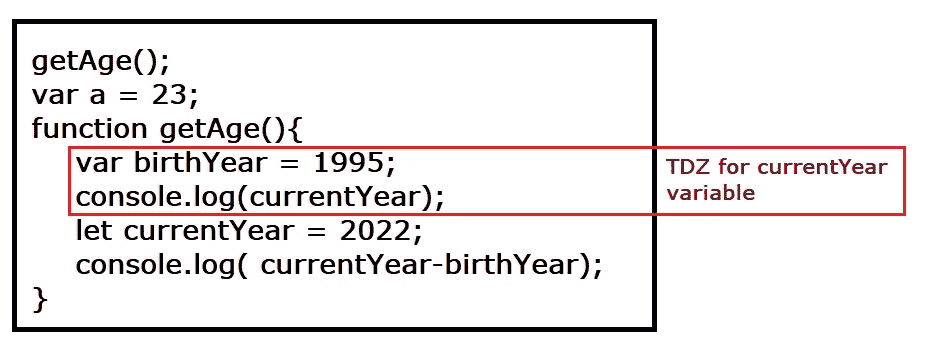 getAge();
var a = 23;
function getAge(){
var birthYear = 1995;
console.log(currentYear);
let currentYear = 2022;
console.log( currentYear-birthYear);
}
TDZ for currentYear
variable